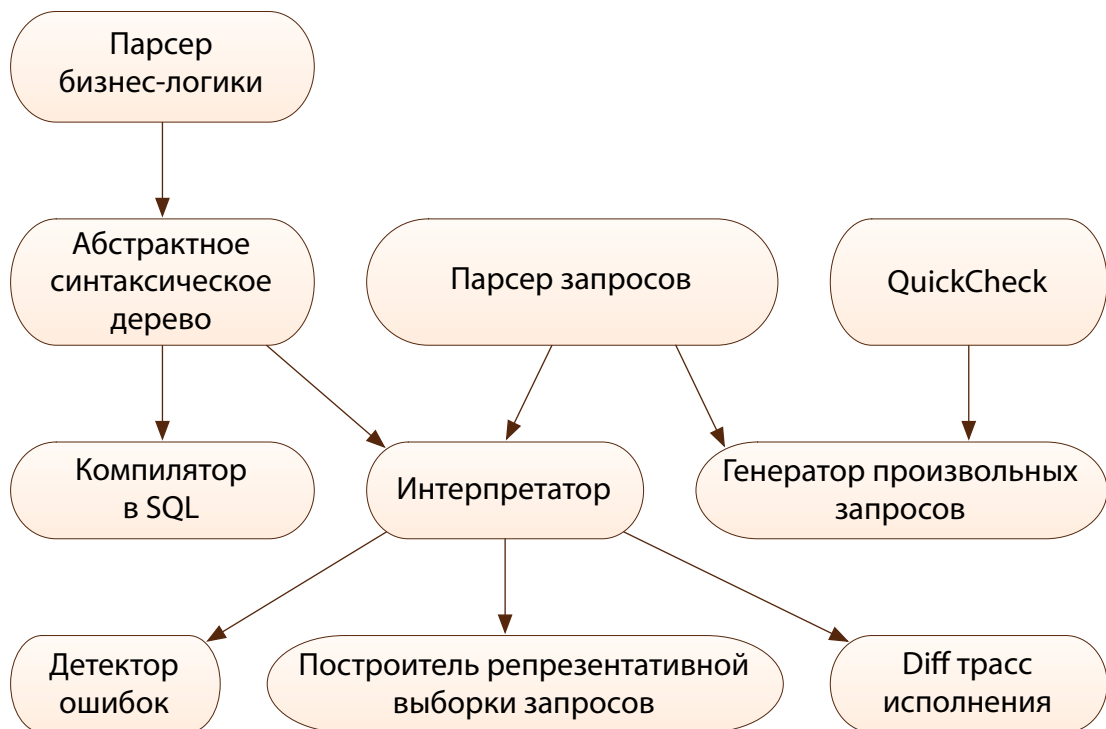 Парсер
бизнес-логики
Абстрактное
синтаксическое
дерево
Парсер запросов
QuickCheck
Компилятор
в SQL
Интерпретатор
Генератор произвольных
запросов
Детектор
ошибок
Построитель репрезентативной
выборки запросов
Diff трасс
исполнения